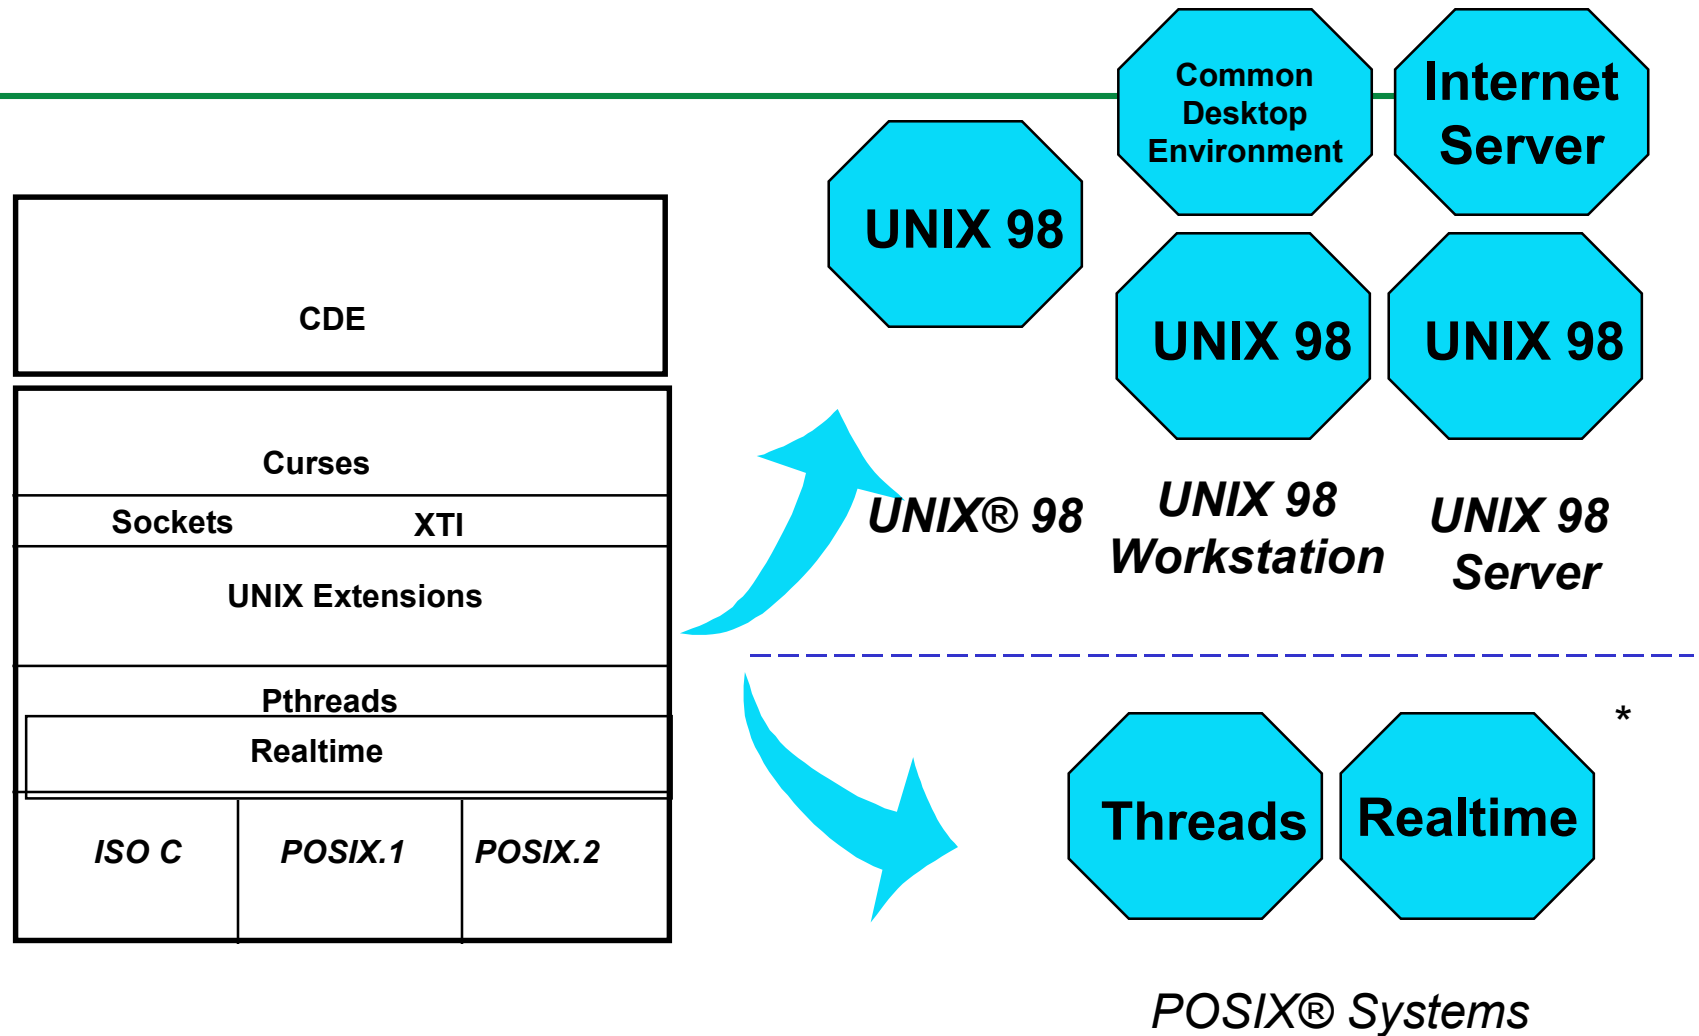 CDE
Curses
Sockets XTI
UNIX Extensions
Pthreads
Realtime
ISO C POSIX.1 POSIX.2
UNIX 98
Common
Desktop
Environment
Internet
Server
UNIX 98
UNIX 98
UNIX® 98
UNIX 98
Workstation
UNIX 98
Server
Threads
Realtime
*
POSIX® Systems